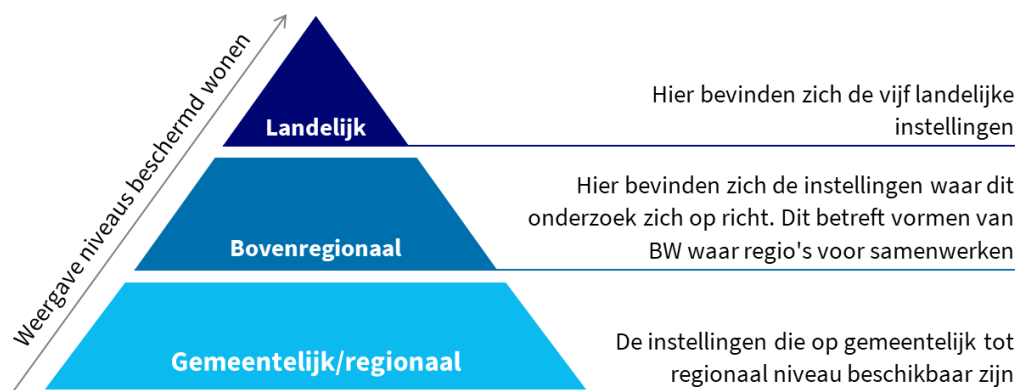 Weergave niveaus beschermd wonen
Landelijk
Hier bevinden zich de vijf landelijke
instellingen
Bovenregionaal
Hier bevinden zich de instellingen waar dit
onderzoek zich op richt. Dit betreft vormen van
BW waar regio's voor samenwerken
Gemeentelijk/regionaal
De instellingen die op gemeentelijk tot
regionaal niveau beschikbaar zijn